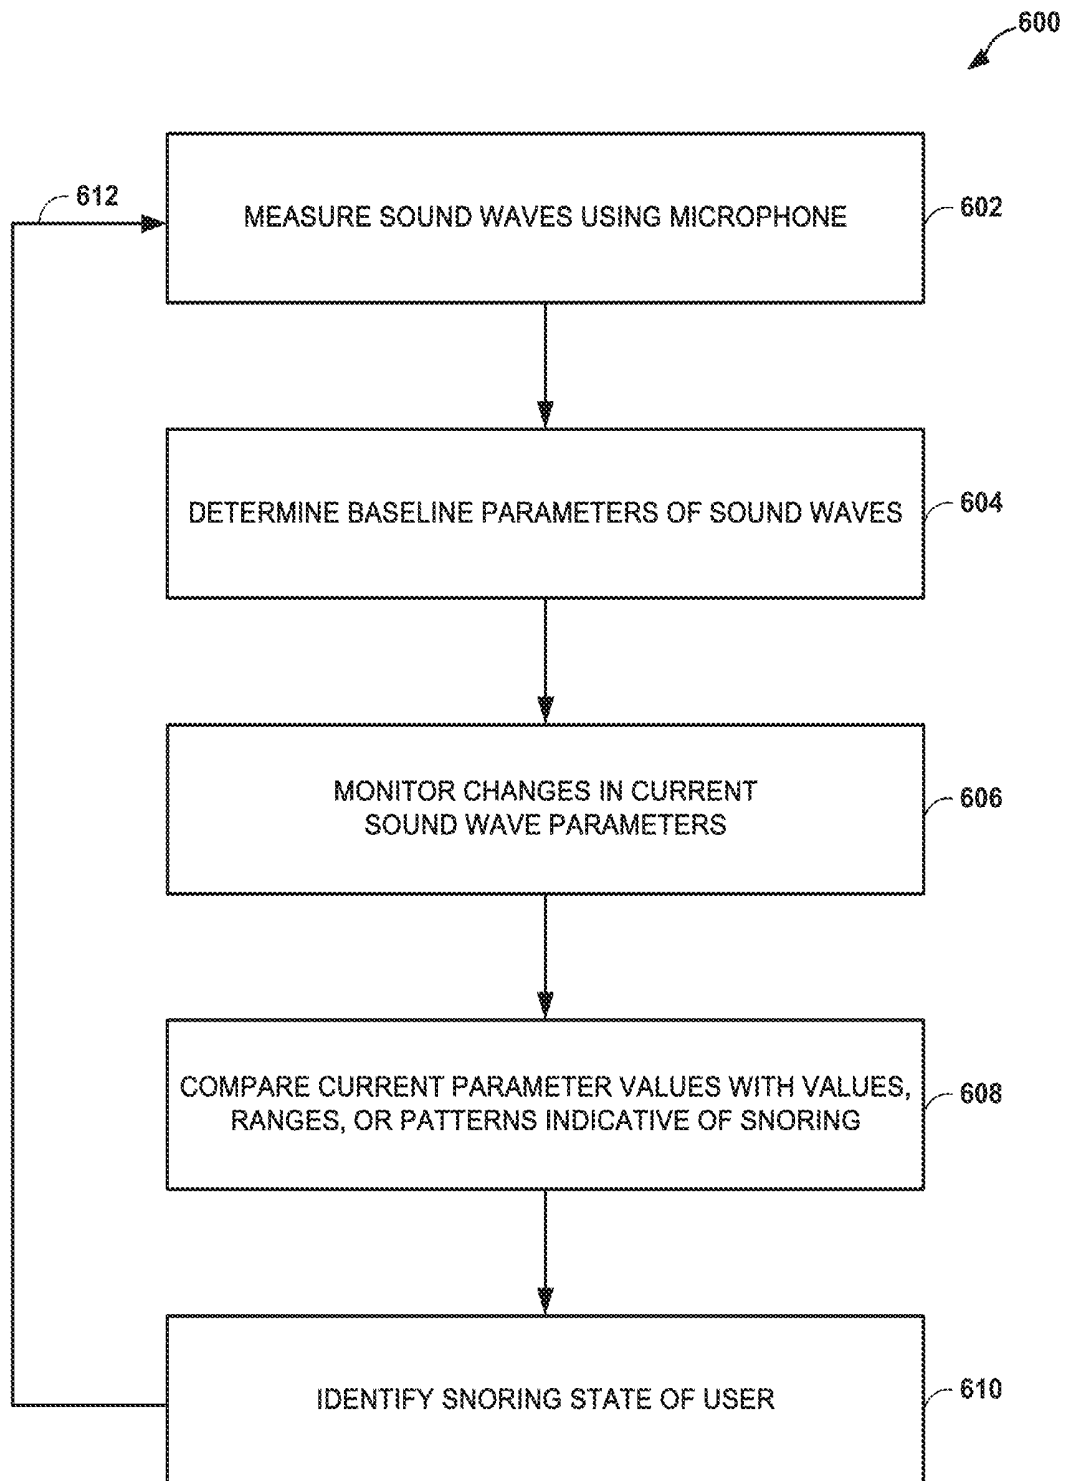 600
612
MEASURE SOUND WAVES USING MICROPHONE
602
DETERMINE BASELINE PARAMETERS OF SOUND WAVES
604
MONITOR CHANGES IN CURRENT
SOUND WAVE PARAMETERS
606
COMPARE CURRENT PARAMETER VALUES WITH VALUES,
RANGES, OR PATTERNS INDICATIVE OF SNORING
608
IDENTIFY SNORING STATE OF USER
610